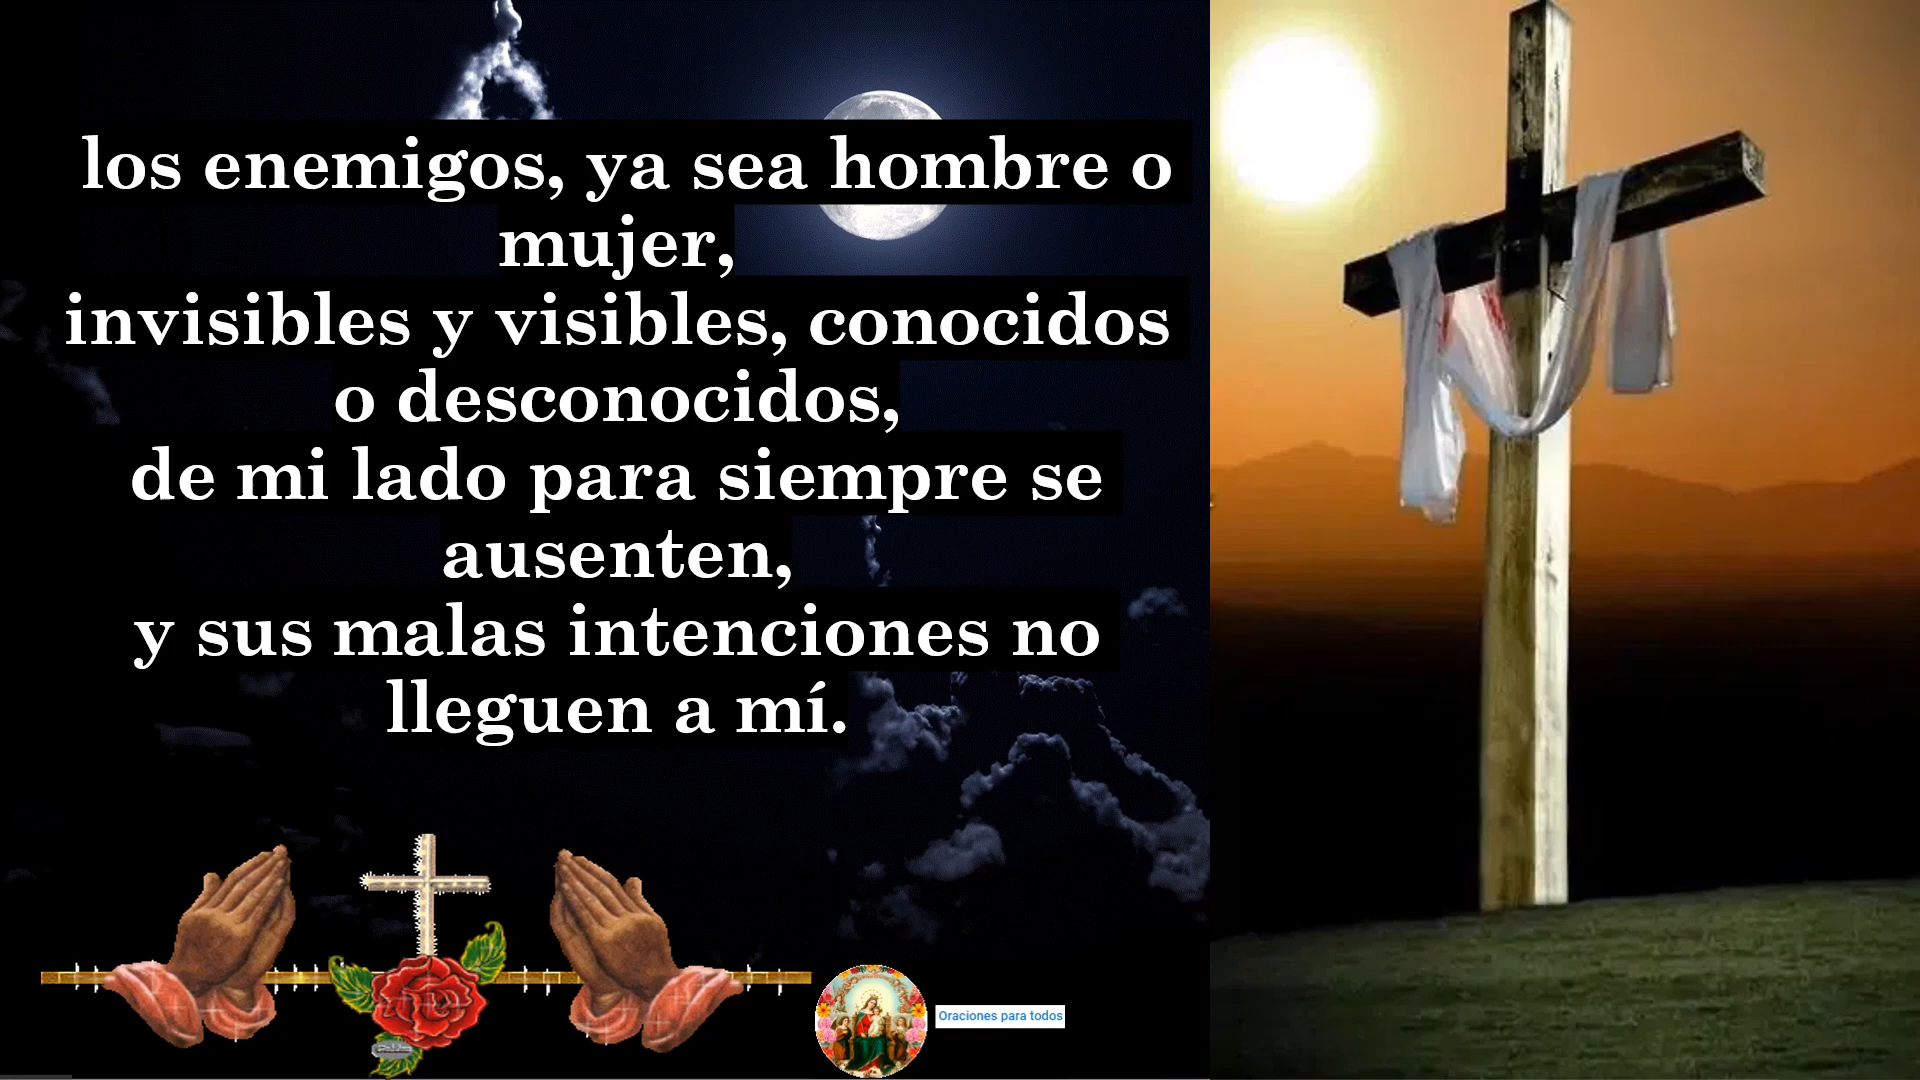 los enemigos, ya sea hombre o
mujer,
invisibles y visibles, conocidos
o desconocidos,
de mi lado para siempre se
ausenten,
y sus malas intenciones no
lleguen a mí.
Oraciones para todos